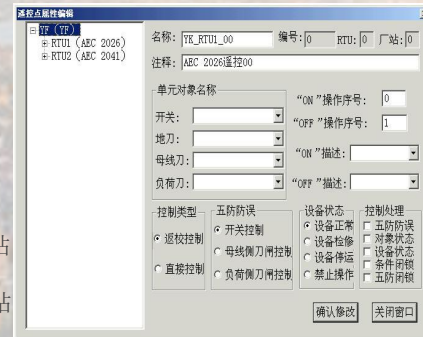 遥控点属性编辑
YF (YF)
RTU1 (AEC 2026)
RTU2 (AEC 2041)
名称: YK_RTU1_00 编号: 0 RTU: 0 厂站: 0
注释: AEC 2026遥控00
单元对象名称
开关:
地刀:
母线刀:
负荷刀:
“ON ”操作序号: 0
“OFF ”操作序号: 1
“ON ”描述:
“OFF ”描述:
控制类型
返校控制
直接控制
五防防误
开关控制
母线侧刀闸控制
负荷侧刀闸控制
设备状态
设备正常
设备检修
设备停运
禁止操作
控制处理
五防防误
对象状态
设备状态
条件闭锁
五防闭锁
确认修改 关闭窗口
站
站